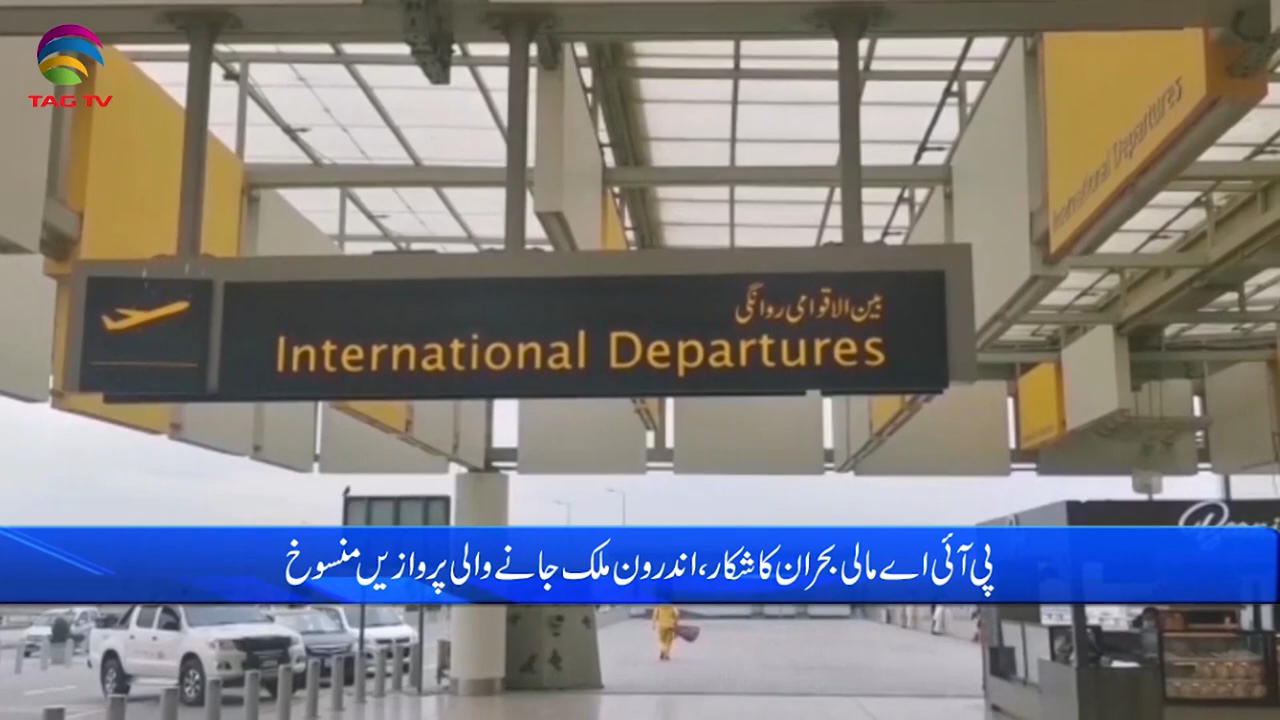 TAG TV
International Departures
بین الاقوامی روانگی
International Departures
پی آئی اے مالی بحران کا شکار، اندرون ملک جانے والی پروازیں منسوخ